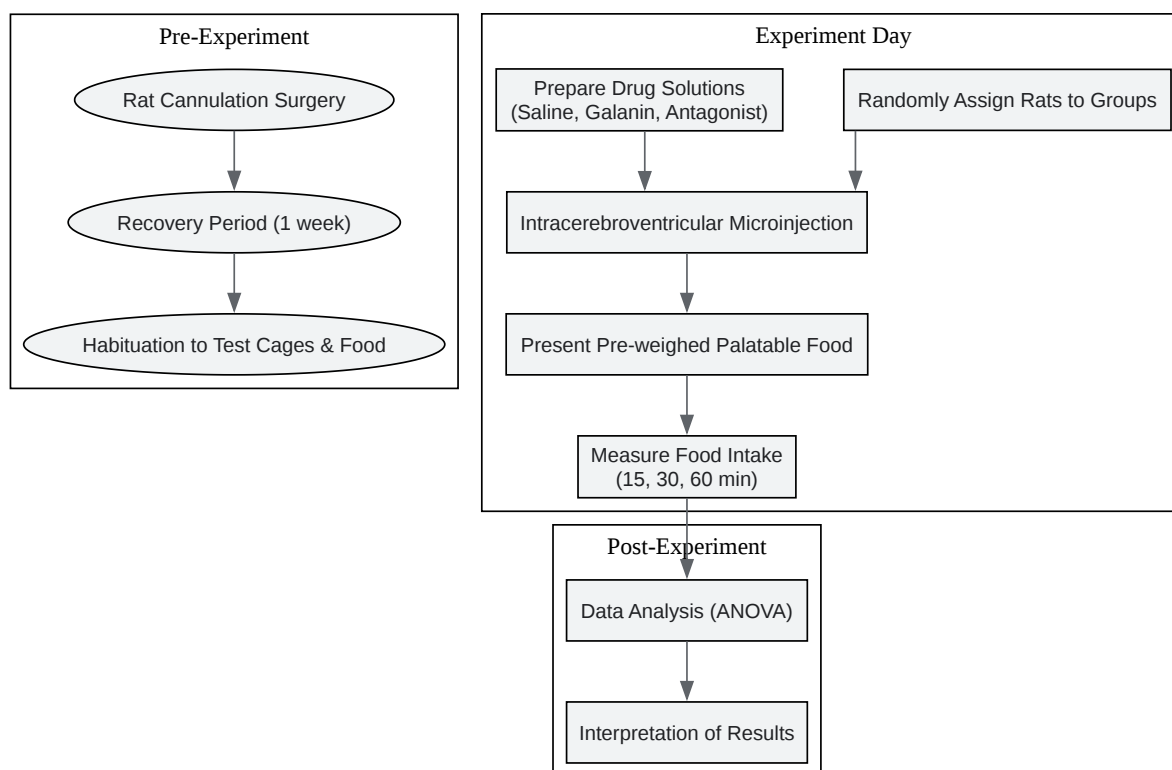 Pre-Experiment
Rat Cannulation Surgery
Recovery Period (1 week)
Habituation to Test Cages & Food
Experiment Day
Prepare Drug Solutions
(Saline, Galanin, Antagonist)
Randomly Assign Rats to Groups
Intracerebroventricular Microinjection
Present Pre-weighed Palatable Food
Measure Food Intake
(15, 30, 60 min)
Post-Experiment
Data Analysis (ANOVA)
Interpretation of Results